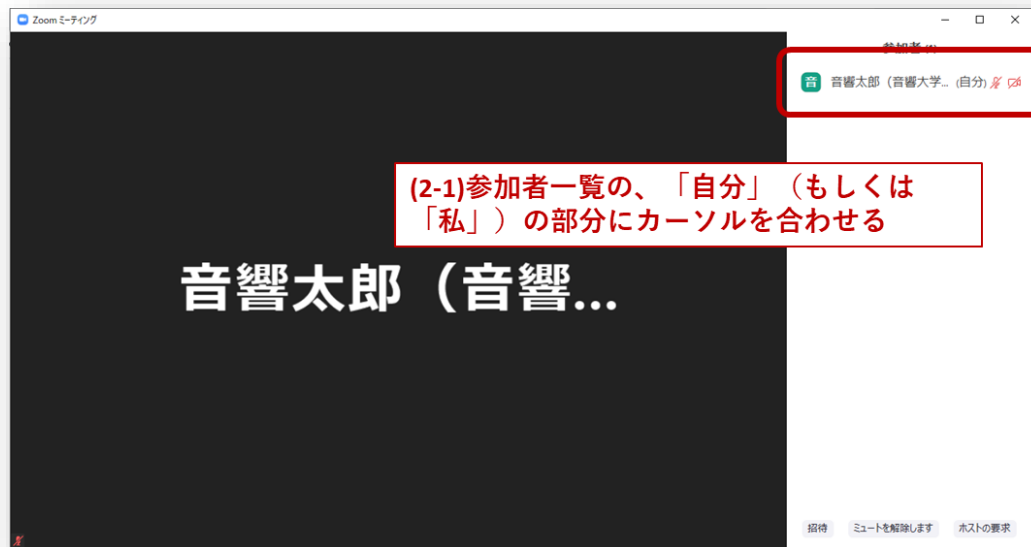 Zoom ミーティング
参加者 (1)
音 音響太郎（音響大学... (自分)
(2-1)参加者一覧の、「自分」（もしくは
「私」）の部分にカーソルを合わせる
音響太郎（音響...
招待 ミュートを解除します ホストの要求